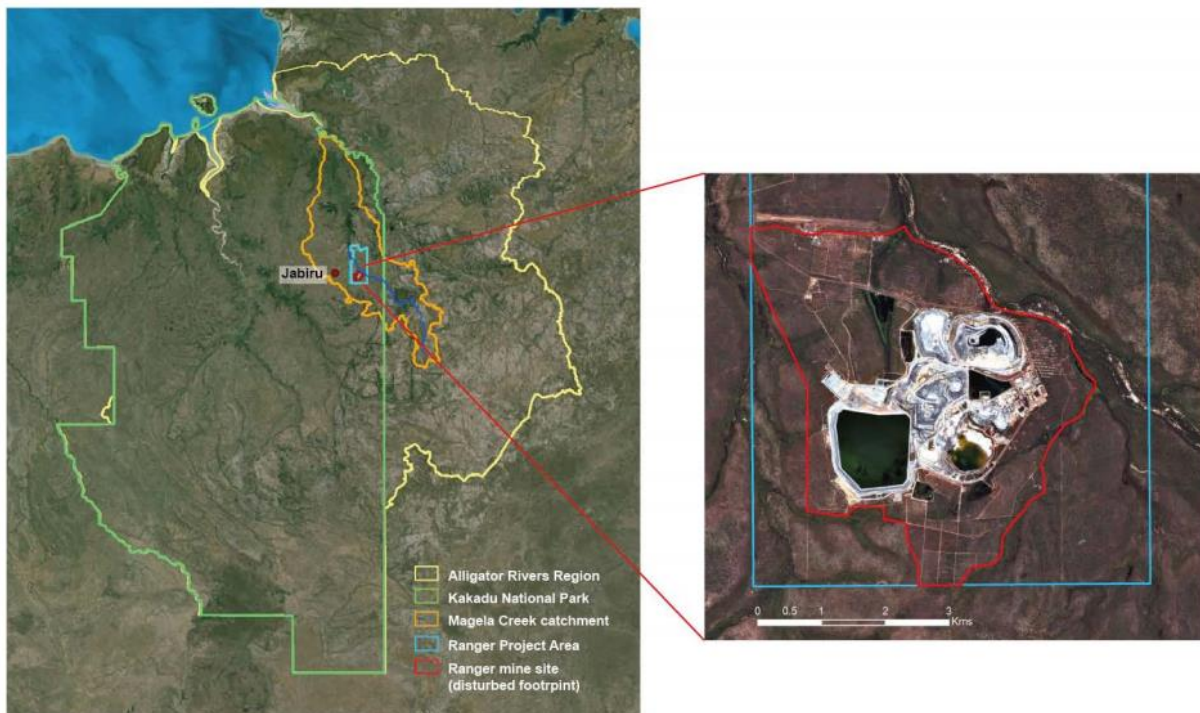 Jabiru
Alligator Rivers Region
Kakadu National Park
Magela Creek catchment
Ranger Project Area
Ranger mine site
(disturbed footrpint)
0 0.5 1 2 3
Kms